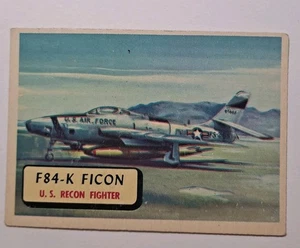 U.S. AIR FORCE
F84-K FICON
U. S. RECON FIGHTER